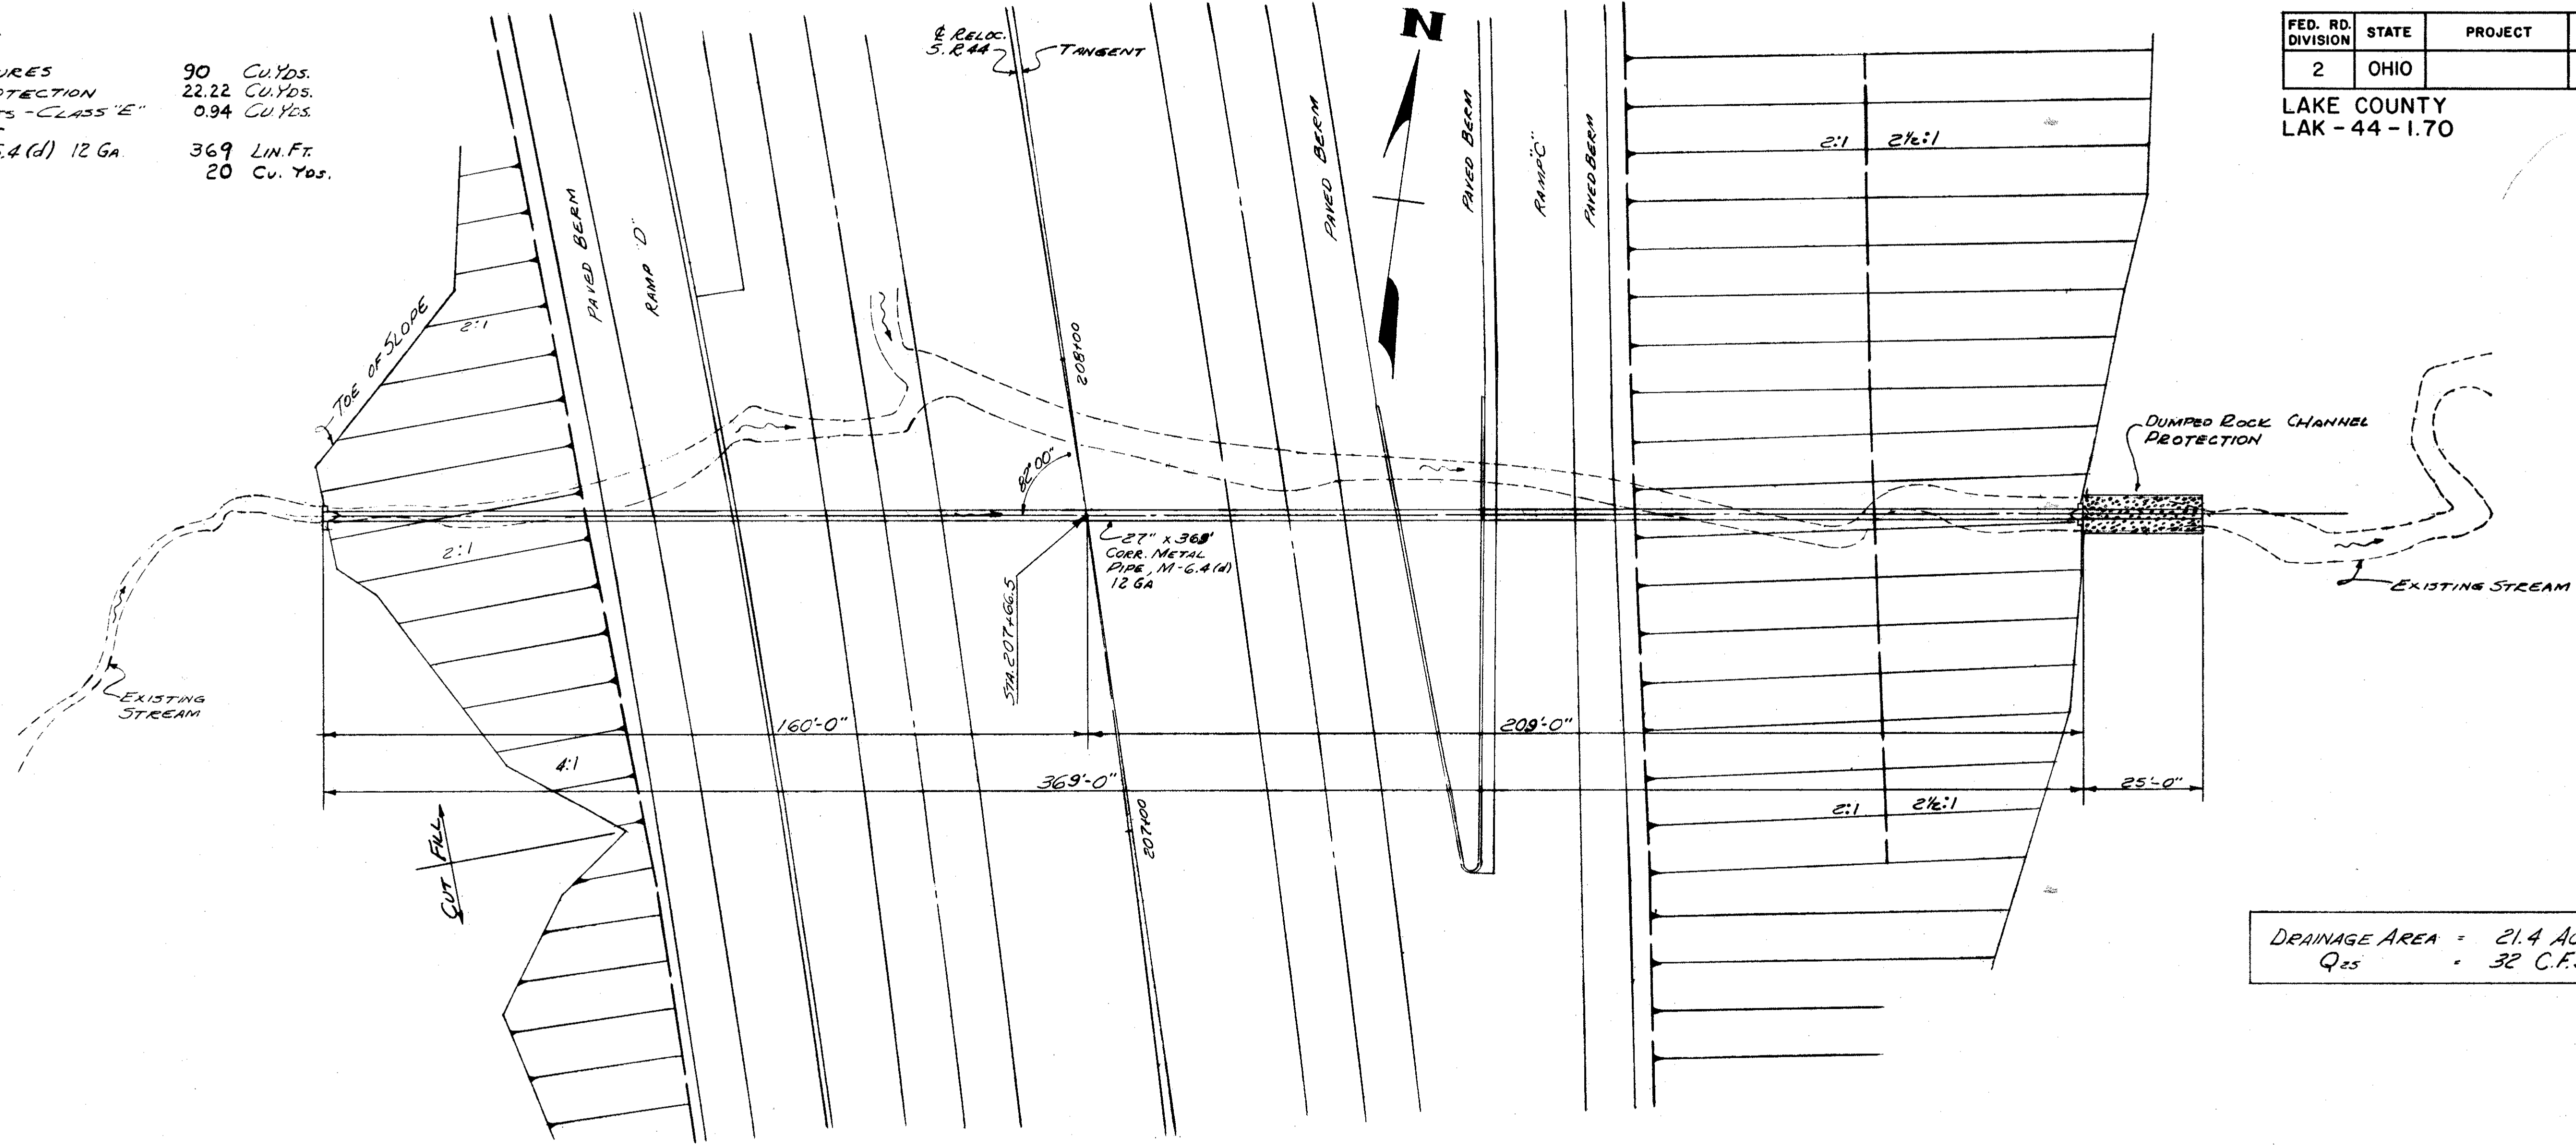 URES 90 CU.YDS.
OTECTION 22.22 CU.YDS.
TS - CLASS "E" 0.94 CU.YDS.
5.4 (d) 12 GA. 369 LIN.FT.
20 CU. YDS.
℄ RELOC.
S.R 44
TANGENT
N
FED. RD. DIVISION STATE PROJECT
2 OHIO
LAKE COUNTY
LAK - 44 - 1.70
PAVED BERM
RAMP "D"
PAVED BERM
PAVED BERM
RAMP "C"
PAVED BERM
2:1 2½:1
TOE OF SLOPE
2:1
208+00
82°00"
DUMPED ROCK CHANNEL
PROTECTION
2:1
27" x 369'
CORR. METAL
PIPE, M-6.4(d)
12 GA
STA. 207+66.5
EXISTING STREAM
EXISTING
STREAM
160'-0"
209'-0"
4:1
369'-0"
25'-0"
2:1 2½:1
207+00
CUT FILL
DRAINAGE AREA = 21.4 AC
Q25 = 32 C.F.